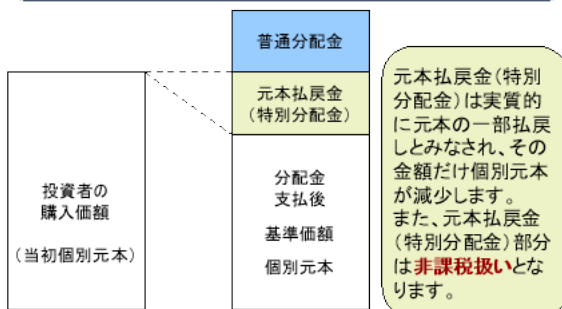 普通分配金
元本払戻金
(特別分配金)
投資者の
購入価額
(当初個別元本)
分配金
支払後
基準価額
個別元本
元本払戻金(特別
分配金)は実質的
に元本の一部払戻
しとみなされ、その
金額だけ個別元本
が減少します。
また、元本払戻金
(特別分配金)部分
は非課税扱いとな
ります。